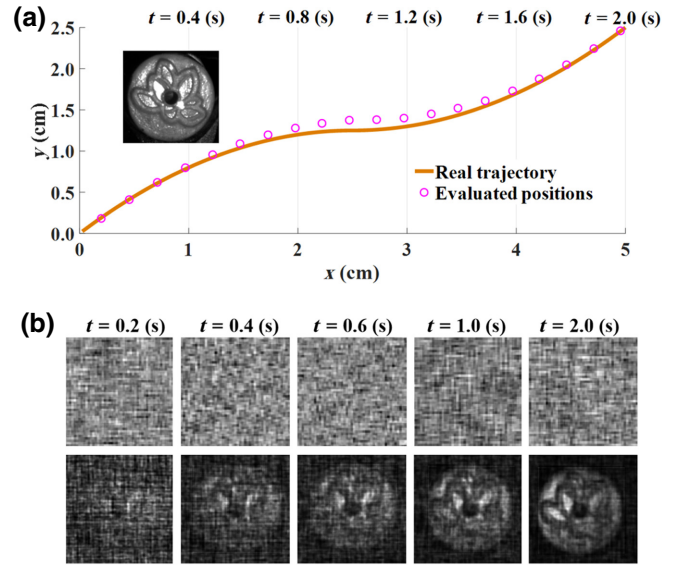 (a)
t = 0.4 (s) t = 0.8 (s) t = 1.2 (s) t = 1.6 (s) t = 2.0 (s)
2.5
2.0
1.5
1.0
0.5
0.0
y (cm)
Real trajectory
Evaluated positions
0 1 2 3 4 5
x (cm)
(b)
t = 0.2 (s) t = 0.4 (s) t = 0.6 (s) t = 1.0 (s) t = 2.0 (s)